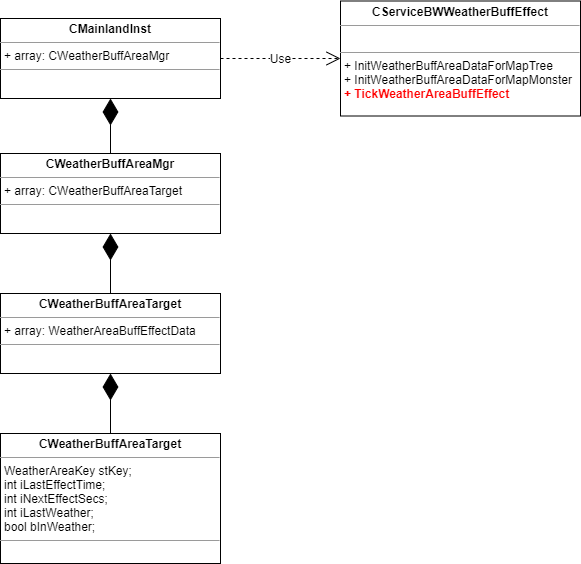 CMainlandInst
+ array: CWeatherBuffAreaMgr
Use
CServiceBWWeatherBuffEffect
+ InitWeatherBuffAreaDataForMapTree
+ InitWeatherBuffAreaDataForMapMonster
+ TickWeatherAreaBuffEffect
CWeatherBuffAreaMgr
+ array: CWeatherBuffAreaTarget
CWeatherBuffAreaTarget
+ array: WeatherAreaBuffEffectData
CWeatherBuffAreaTarget
WeatherAreaKey stKey;
int iLastEffectTime;
int iNextEffectSecs;
int iLastWeather;
bool bInWeather;